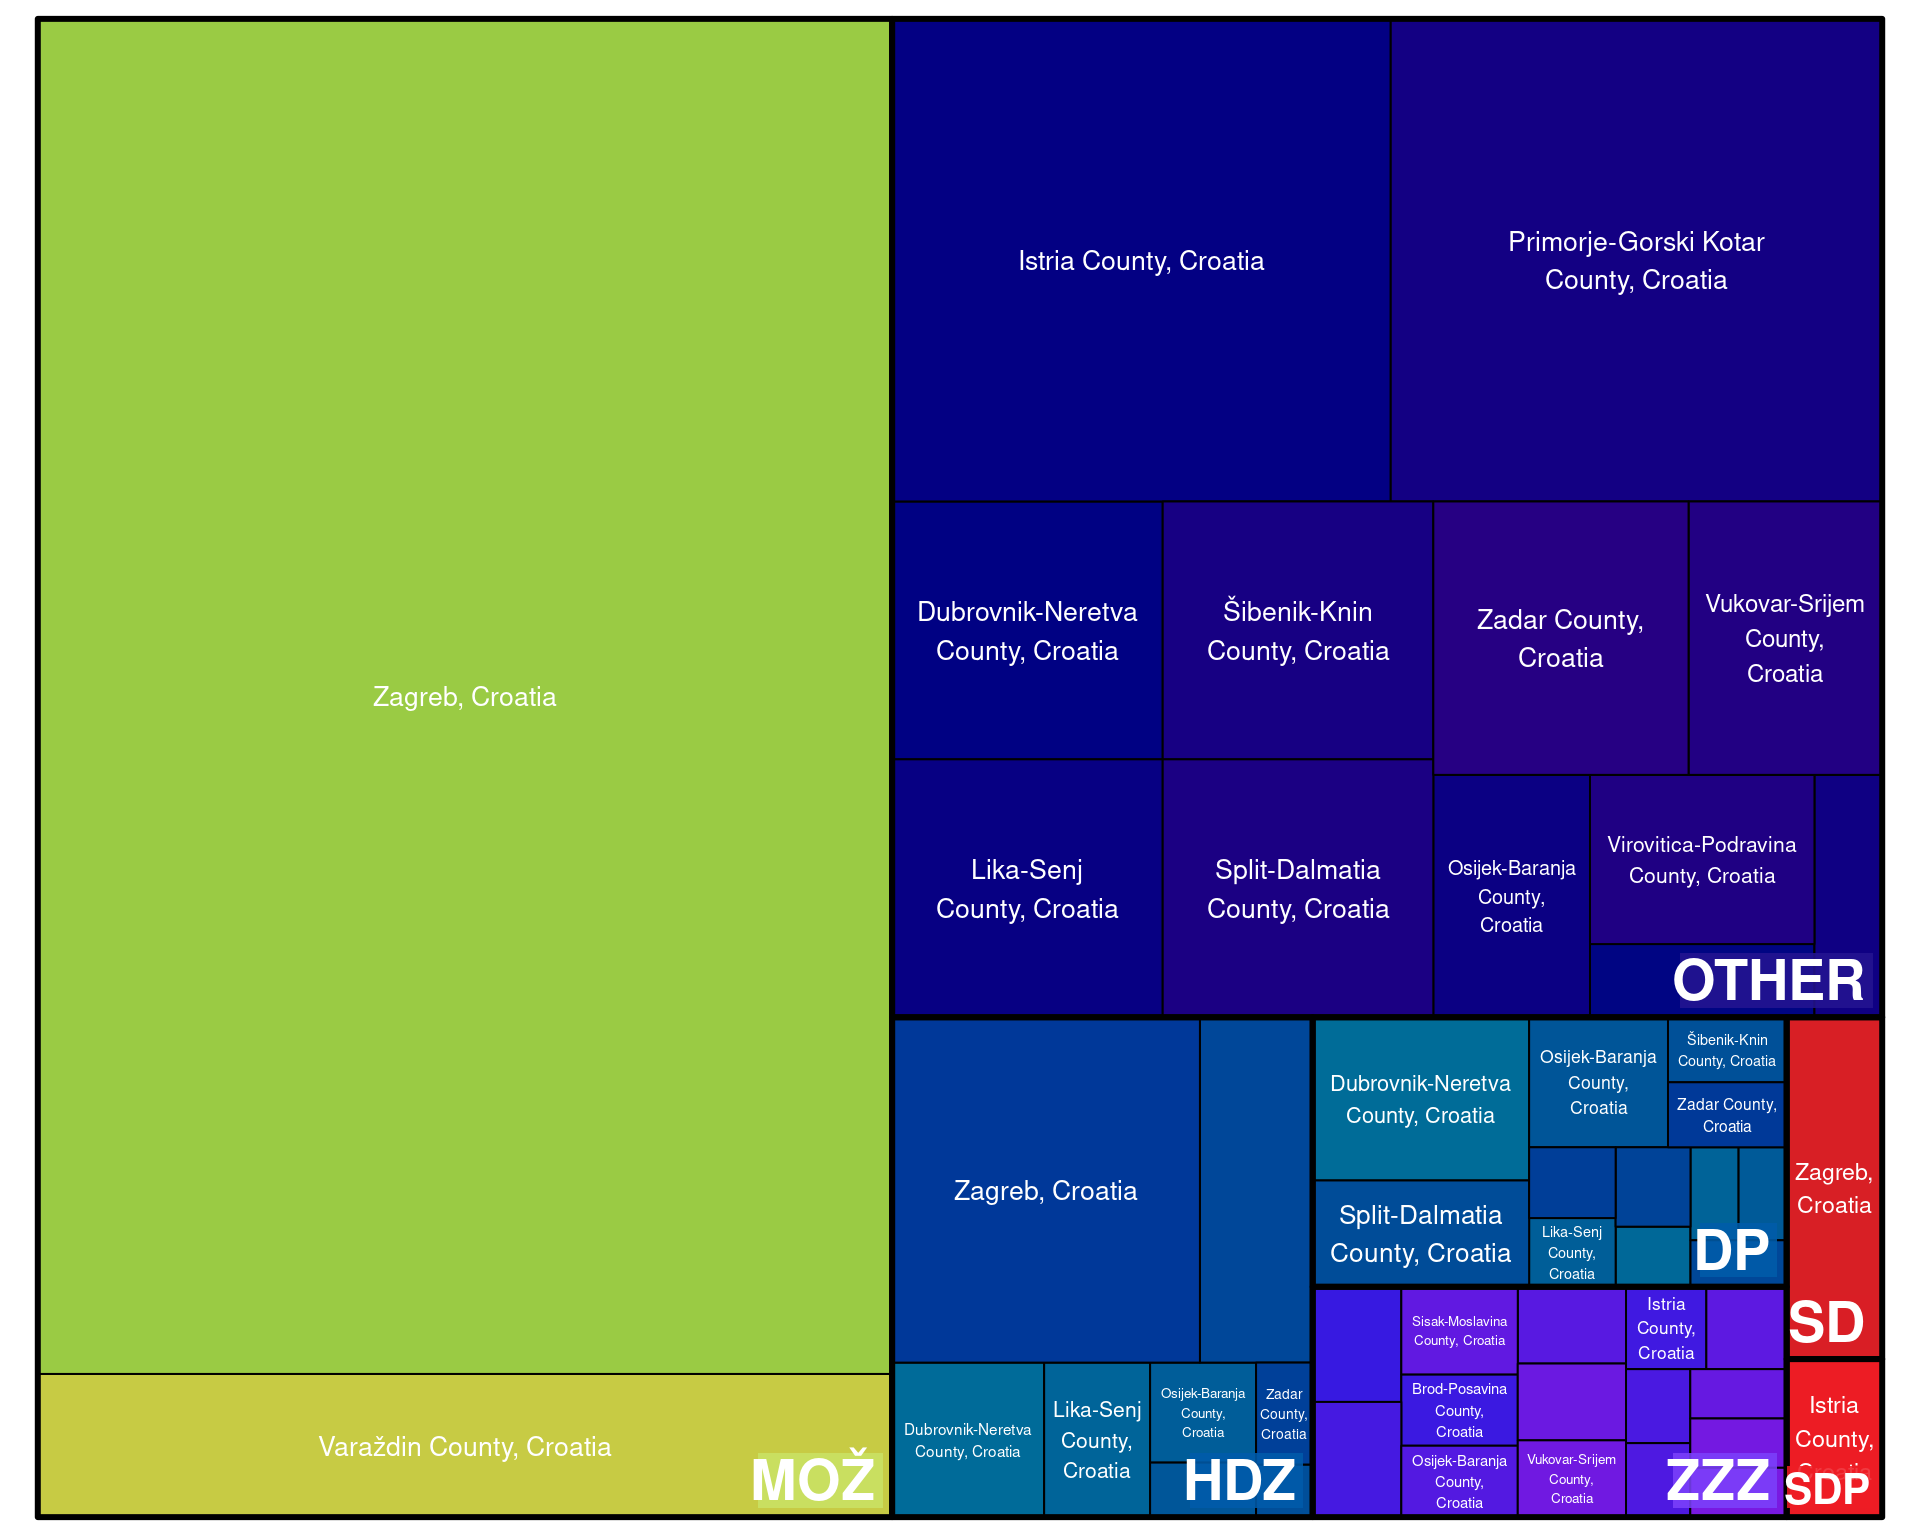 Zagreb, Croatia
Varaždin County, Croatia
MOŽ
Istria County, Croatia
Primorje-Gorski Kotar
County, Croatia
Dubrovnik-Neretva
County, Croatia
Šibenik-Knin
County, Croatia
Zadar County,
Croatia
Vukovar-Srijem
County,
Croatia
Lika-Senj
County, Croatia
Split-Dalmatia
County, Croatia
Osijek-Baranja
County,
Croatia
Virovitica-Podravina
County, Croatia
OTHER
Zagreb, Croatia
Dubrovnik-Neretva
County, Croatia
Lika-Senj
County,
Croatia
Osijek-Baranja
County,
Croatia
Zadar
County,
Croatia
HDZ
Dubrovnik-Neretva
County, Croatia
Split-Dalmatia
County, Croatia
Osijek-Baranja
County,
Croatia
Šibenik-Knin
County, Croatia
Zadar County,
Croatia
Lika-Senj
County,
Croatia
DP
Sisak-Moslavina
County, Croatia
Brod-Posavina
County,
Croatia
Osijek-Baranja
County,
Croatia
Vukovar-Srijem
County,
Croatia
Istria
County,
Croatia
ZZZ
Zagreb,
Croatia
SD
Istria
County,
Croatia
SDP